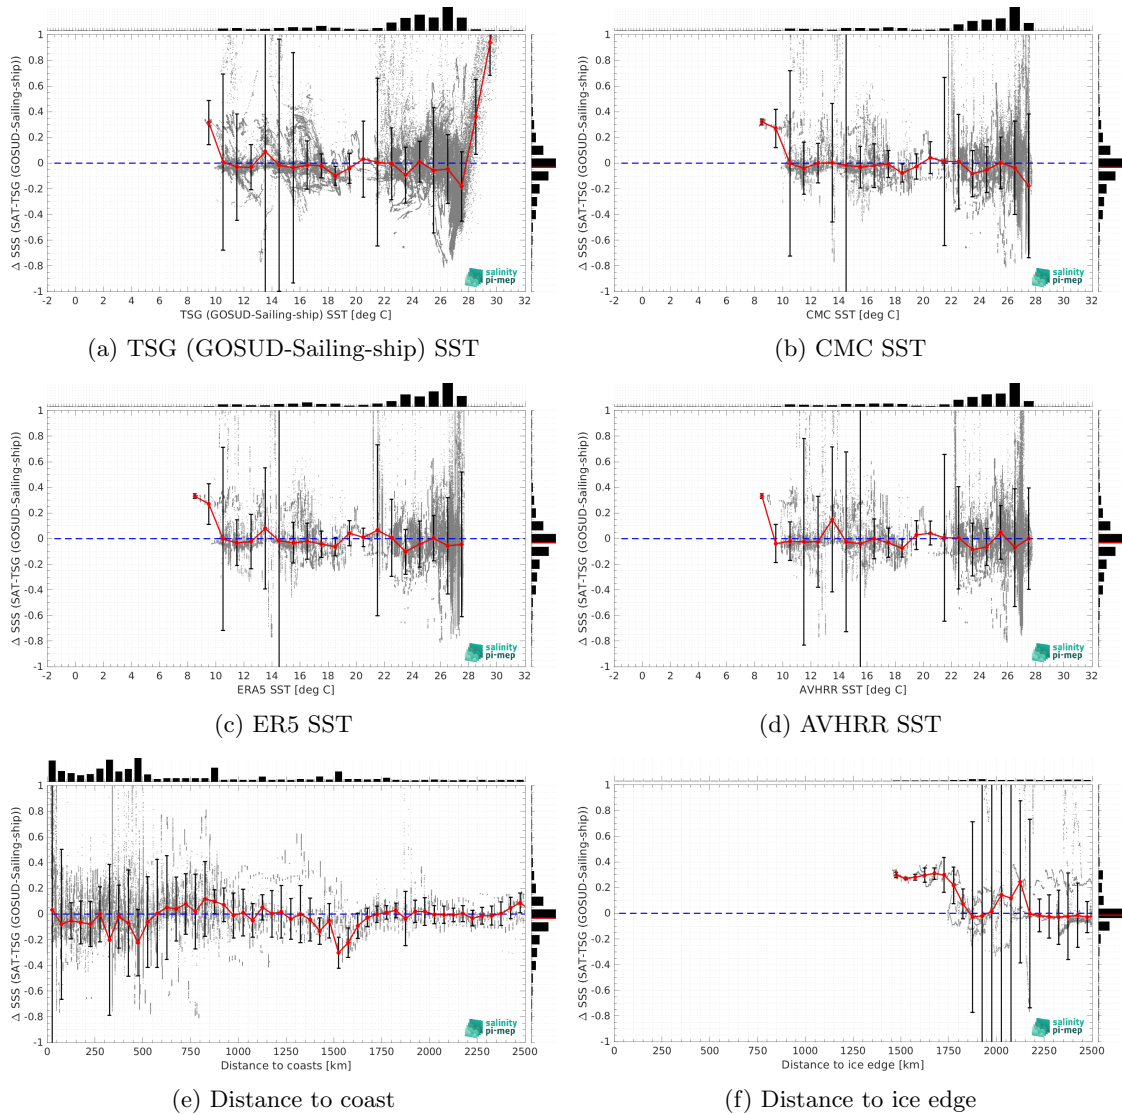 1
0.8
0.6
0.4
0.2
0
-0.2
-0.4
-0.6
-0.8
-1
Δ SSS (SAT-TSG (GOSUD-Sailing-ship))
-2 0 2 4 6 8 10 12 14 16 18 20 22 24 26 28 30 32
TSG (GOSUD-Sailing-ship) SST [deg C]
salinity
pi-mep
(a) TSG (GOSUD-Sailing-ship) SST
1
0.8
0.6
0.4
0.2
0
-0.2
-0.4
-0.6
-0.8
-1
Δ SSS (SAT-TSG (GOSUD-Sailing-ship))
-2 0 2 4 6 8 10 12 14 16 18 20 22 24 26 28 30 32
CMC SST [deg C]
salinity
pi-mep
(b) CMC SST
1
0.8
0.6
0.4
0.2
0
-0.2
-0.4
-0.6
-0.8
-1
Δ SSS (SAT-TSG (GOSUD-Sailing-ship))
-2 0 2 4 6 8 10 12 14 16 18 20 22 24 26 28 30 32
ERA5 SST [deg C]
salinity
pi-mep
(c) ER5 SST
1
0.8
0.6
0.4
0.2
0
-0.2
-0.4
-0.6
-0.8
-1
Δ SSS (SAT-TSG (GOSUD-Sailing-ship))
-2 0 2 4 6 8 10 12 14 16 18 20 22 24 26 28 30 32
AVHRR SST [deg C]
salinity
pi-mep
(d) AVHRR SST
1
0.8
0.6
0.4
0.2
0
-0.2
-0.4
-0.6
-0.8
-1
Δ SSS (SAT-TSG (GOSUD-Sailing-ship))
0 250 500 750 1000 1250 1500 1750 2000 2250 2500
Distance to coasts [km]
salinity
pi-mep
(e) Distance to coast
1
0.8
0.6
0.4
0.2
0
-0.2
-0.4
-0.6
-0.8
-1
Δ SSS (SAT-TSG (GOSUD-Sailing-ship))
0 250 500 750 1000 1250 1500 1750 2000 2250 2500
Distance to ice edge [km]
salinity
pi-mep
(f) Distance to ice edge